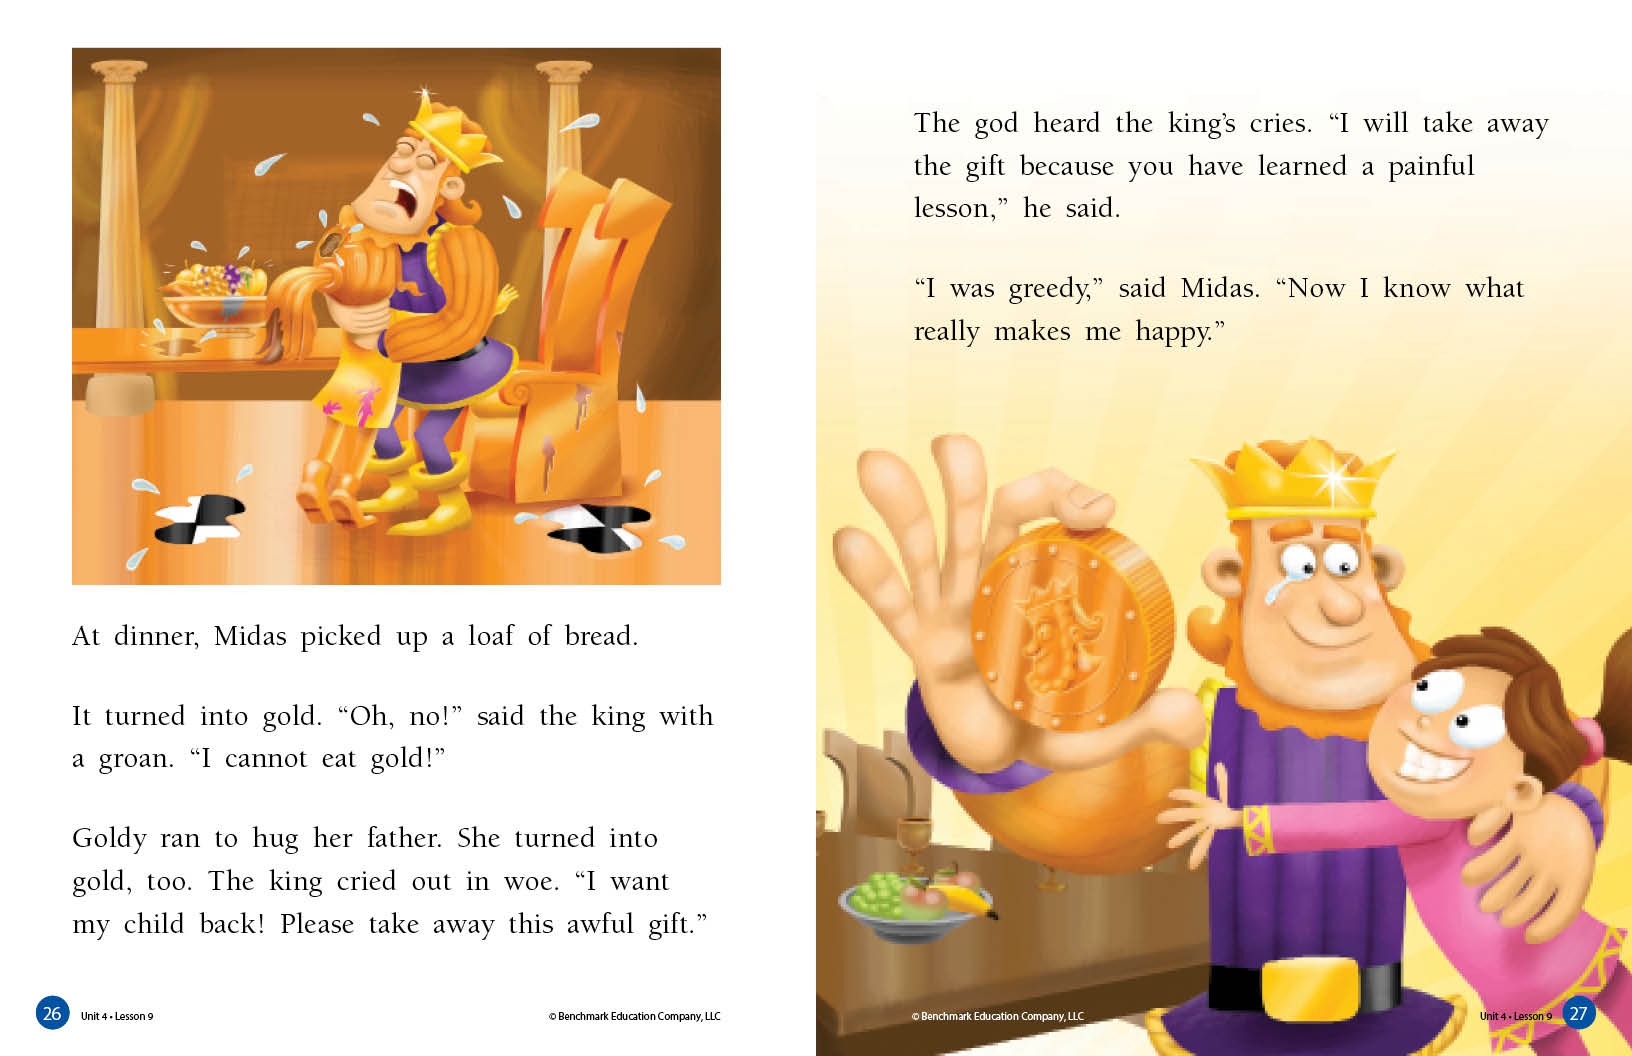 At dinner, Midas picked up a loaf of bread.
It turned into gold. “Oh, no!” said the king with
a groan. “I cannot eat gold!”
Goldy ran to hug her father. She turned into
gold, too. The king cried out in woe. “I want
my child back! Please take away this awful gift.”
26 Unit 4 • Lesson 9 © Benchmark Education Company, LLC
The god heard the king’s cries. “I will take away
the gift because you have learned a painful
lesson,” he said.
“I was greedy,” said Midas. “Now I know what
really makes me happy.”
© Benchmark Education Company, LLC Unit 4 • Lesson 9 27